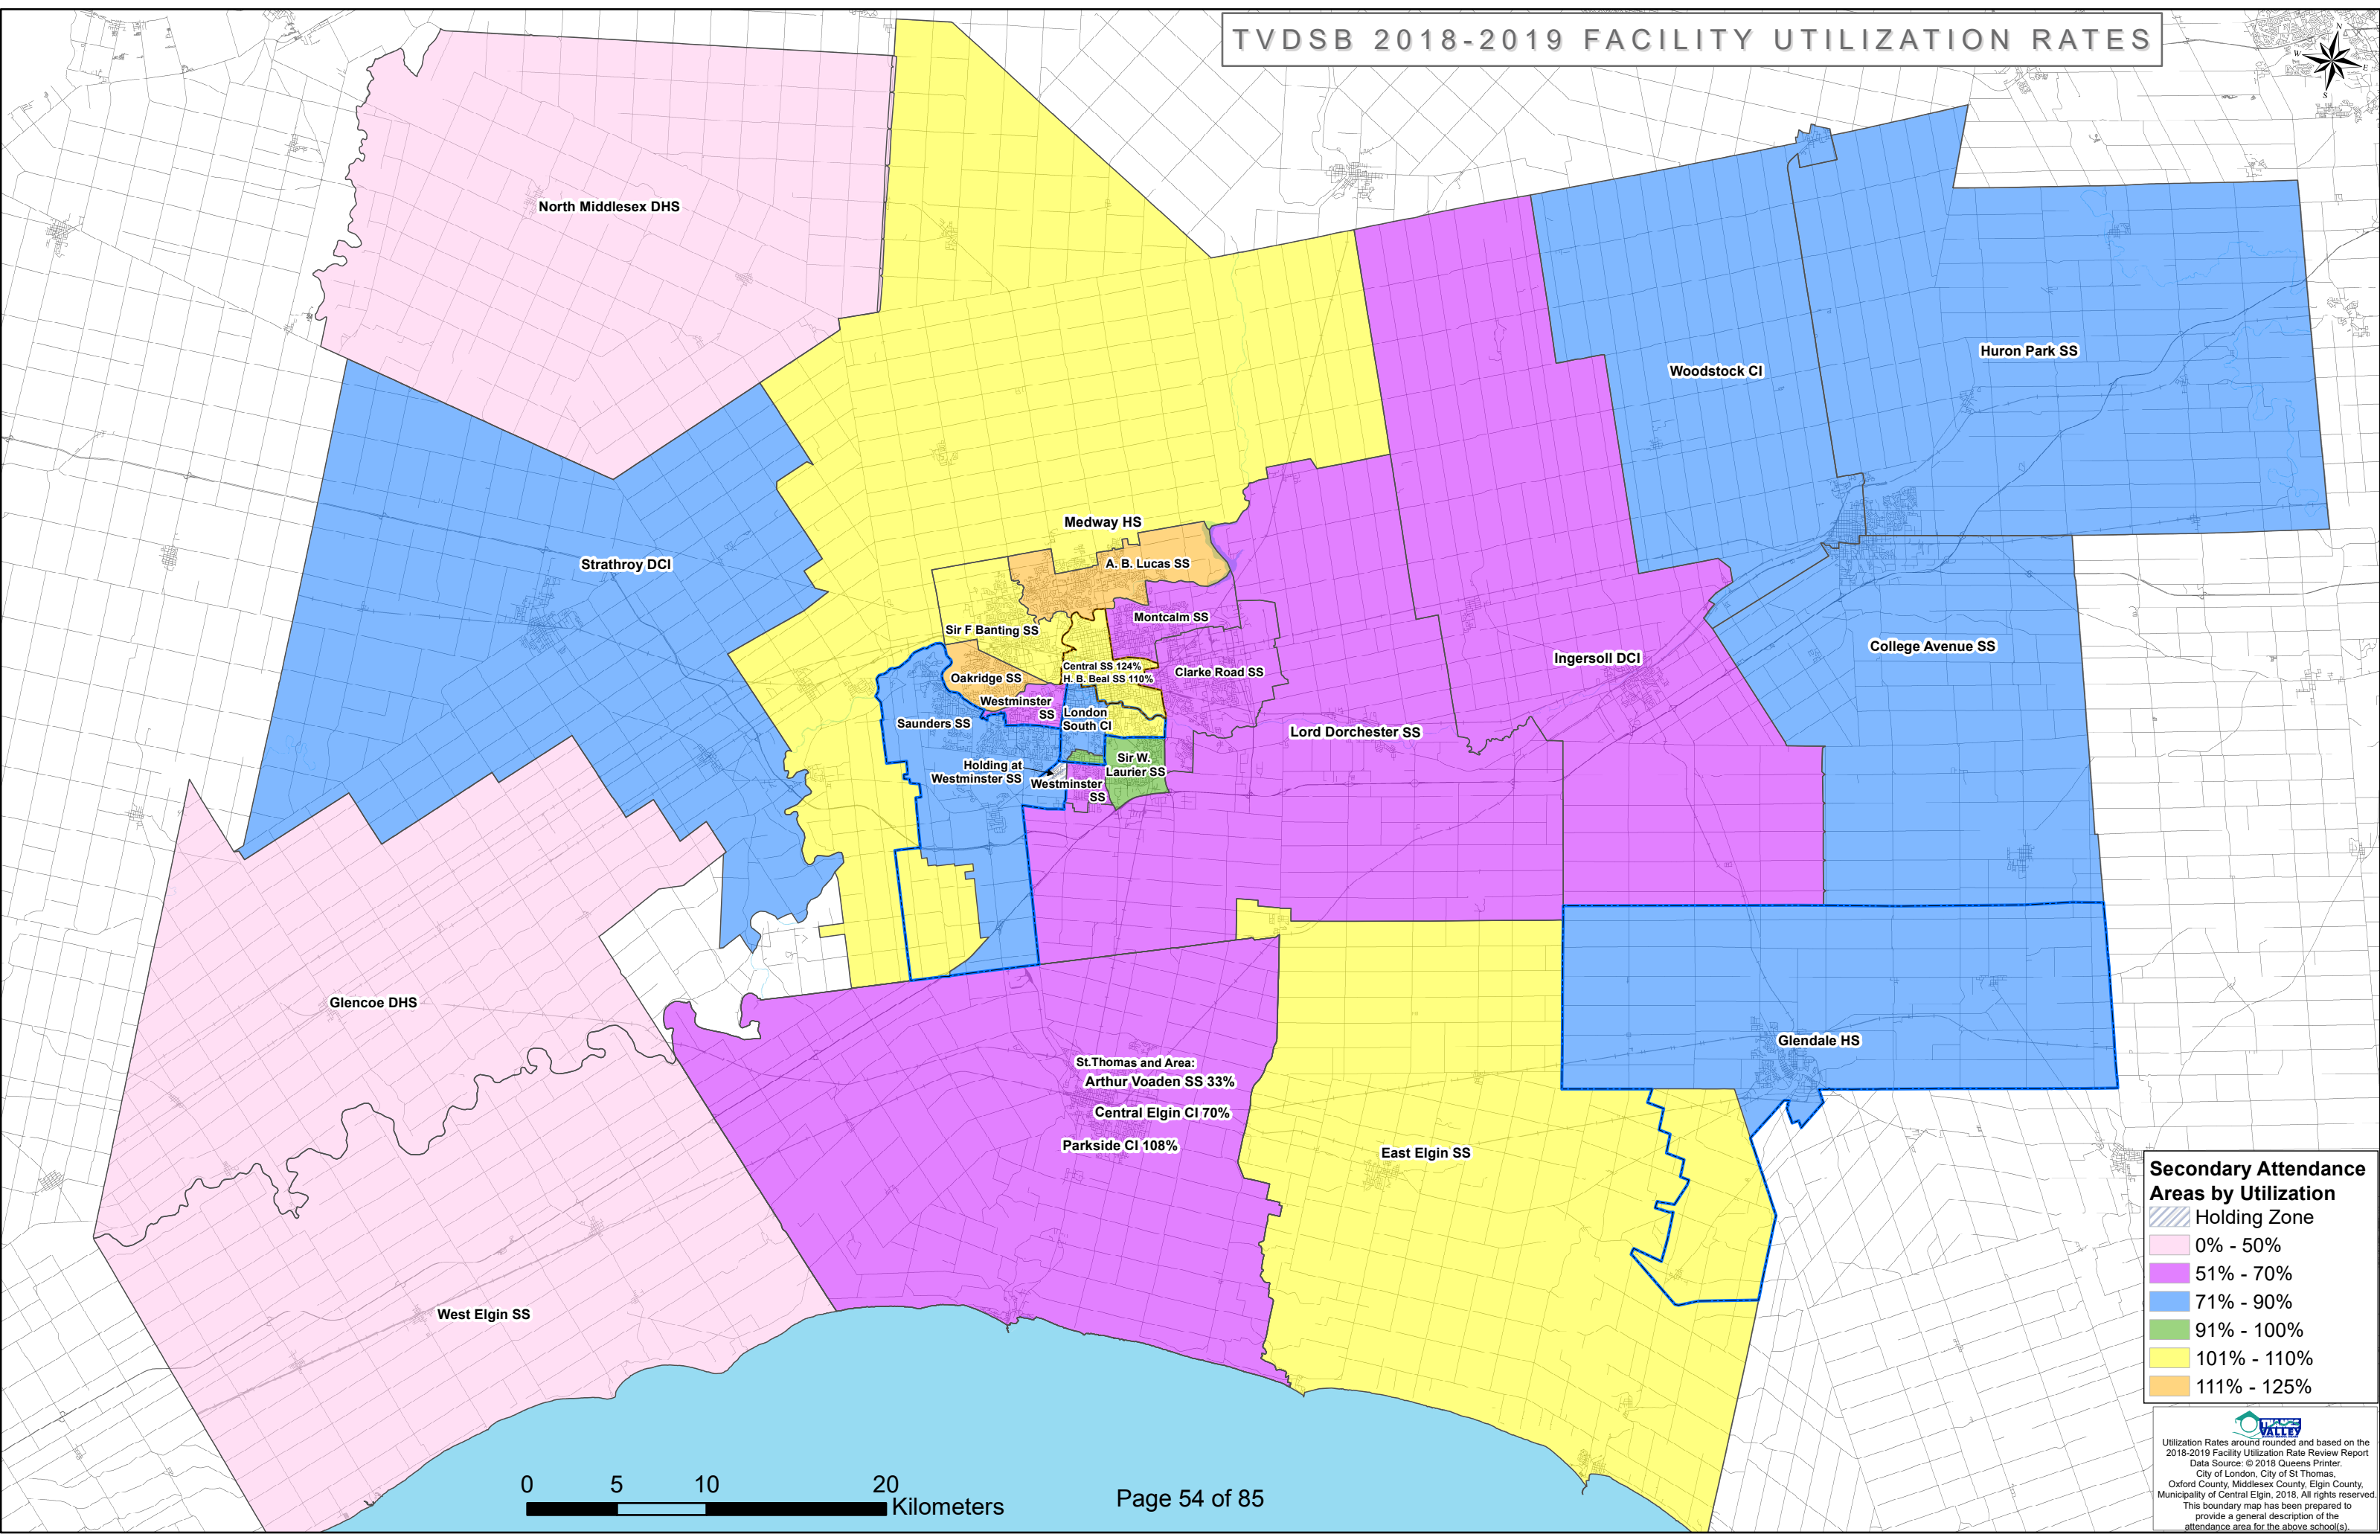 TVDSB 2018-2019 FACILITY UTILIZATION RATES
N
W
E
S
North Middlesex DHS
Huron Park SS
Woodstock CI
Medway HS
Strathroy DCI
A. B. Lucas SS
Montcalm SS
Sir F Banting SS
College Avenue SS
Ingersoll DCI
Central SS 124%
H. B. Beal SS 110%
Clarke Road SS
Oakridge SS
Westminster
SS
London
South CI
Saunders SS
Lord Dorchester SS
Holding at
Westminster SS
Sir W.
Laurier SS
Westminster
SS
Glencoe DHS
Glendale HS
St.Thomas and Area:
Arthur Voaden SS 33%
Central Elgin CI 70%
Parkside CI 108%
East Elgin SS
West Elgin SS
Secondary Attendance
Areas by Utilization
Holding Zone
0% - 50%
51% - 70%
71% - 90%
91% - 100%
101% - 110%
111% - 125%
THAMES
VALLEY
Utilization Rates around rounded and based on the
2018-2019 Facility Utilization Rate Review Report
Data Source: © 2018 Queens Printer.
City of London, City of St Thomas,
Oxford County, Middlesex County, Elgin County,
Municipality of Central Elgin, 2018, All rights reserved.
This boundary map has been prepared to
provide a general description of the
attendance area for the above school(s).
0 5 10 20
Kilometers
Page 54 of 85